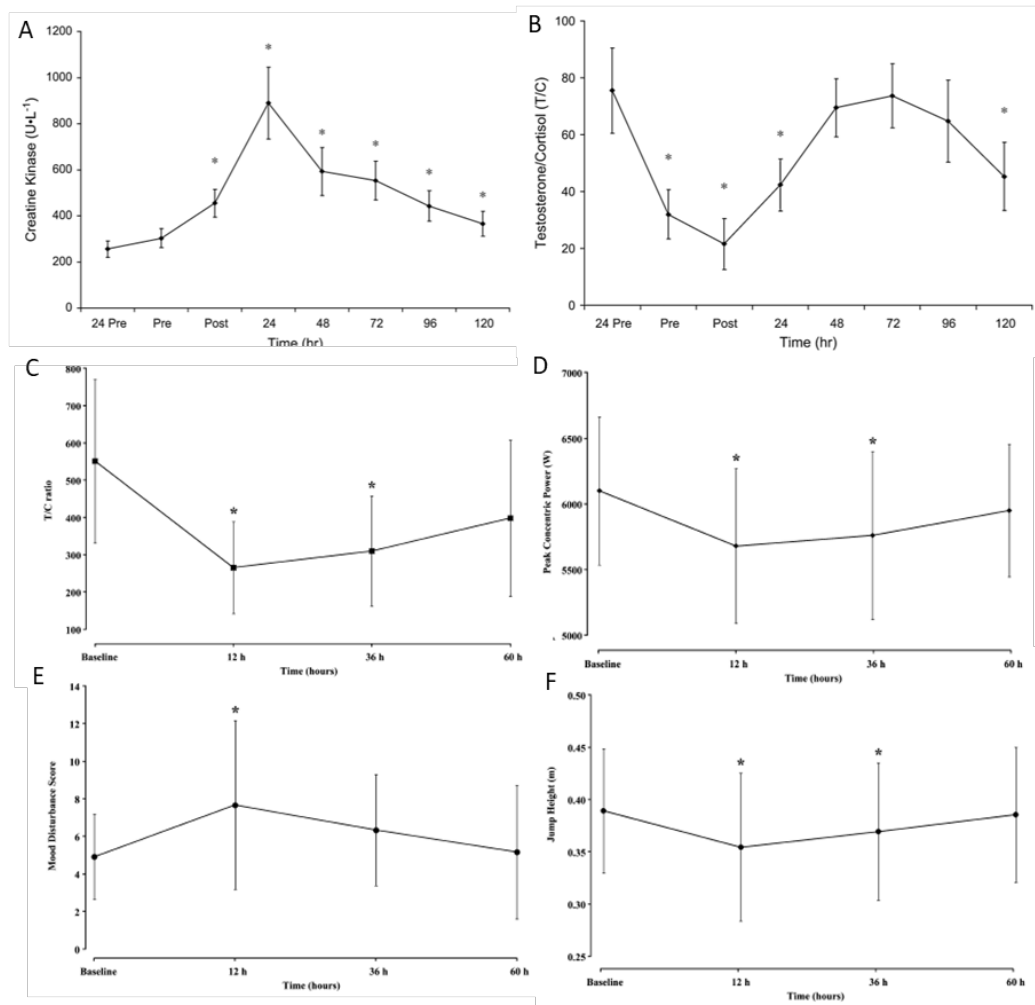 A
Creatine Kinase (U•L-1)
1200
1000
800
600
400
200
0
*
*
*
*
*
*
24 Pre Pre Post 24 48 72 96 120
Time (hr)
B
Testosterone/Cortisol (T/C)
100
80
60
40
20
0
*
*
*
*
24 Pre Pre Post 24 48 72 96 120
Time (hr)
C
T/C ratio
800
700
600
500
400
300
200
100
*
*
Baseline 12 h 36 h 60 h
Time (hours)
D
Peak Concentric Power (W)
7000
6500
6000
5500
5000
*
*
Baseline 12 h 36 h 60 h
Time (hours)
E
Mood Disturbance Score
14
12
10
8
6
4
2
0
*
Baseline 12 h 36 h 60 h
Time (hours)
F
Jump Height (m)
0.50
0.45
0.40
0.35
0.30
0.25
*
*
Baseline 12 h 36 h 60 h
Time (hours)